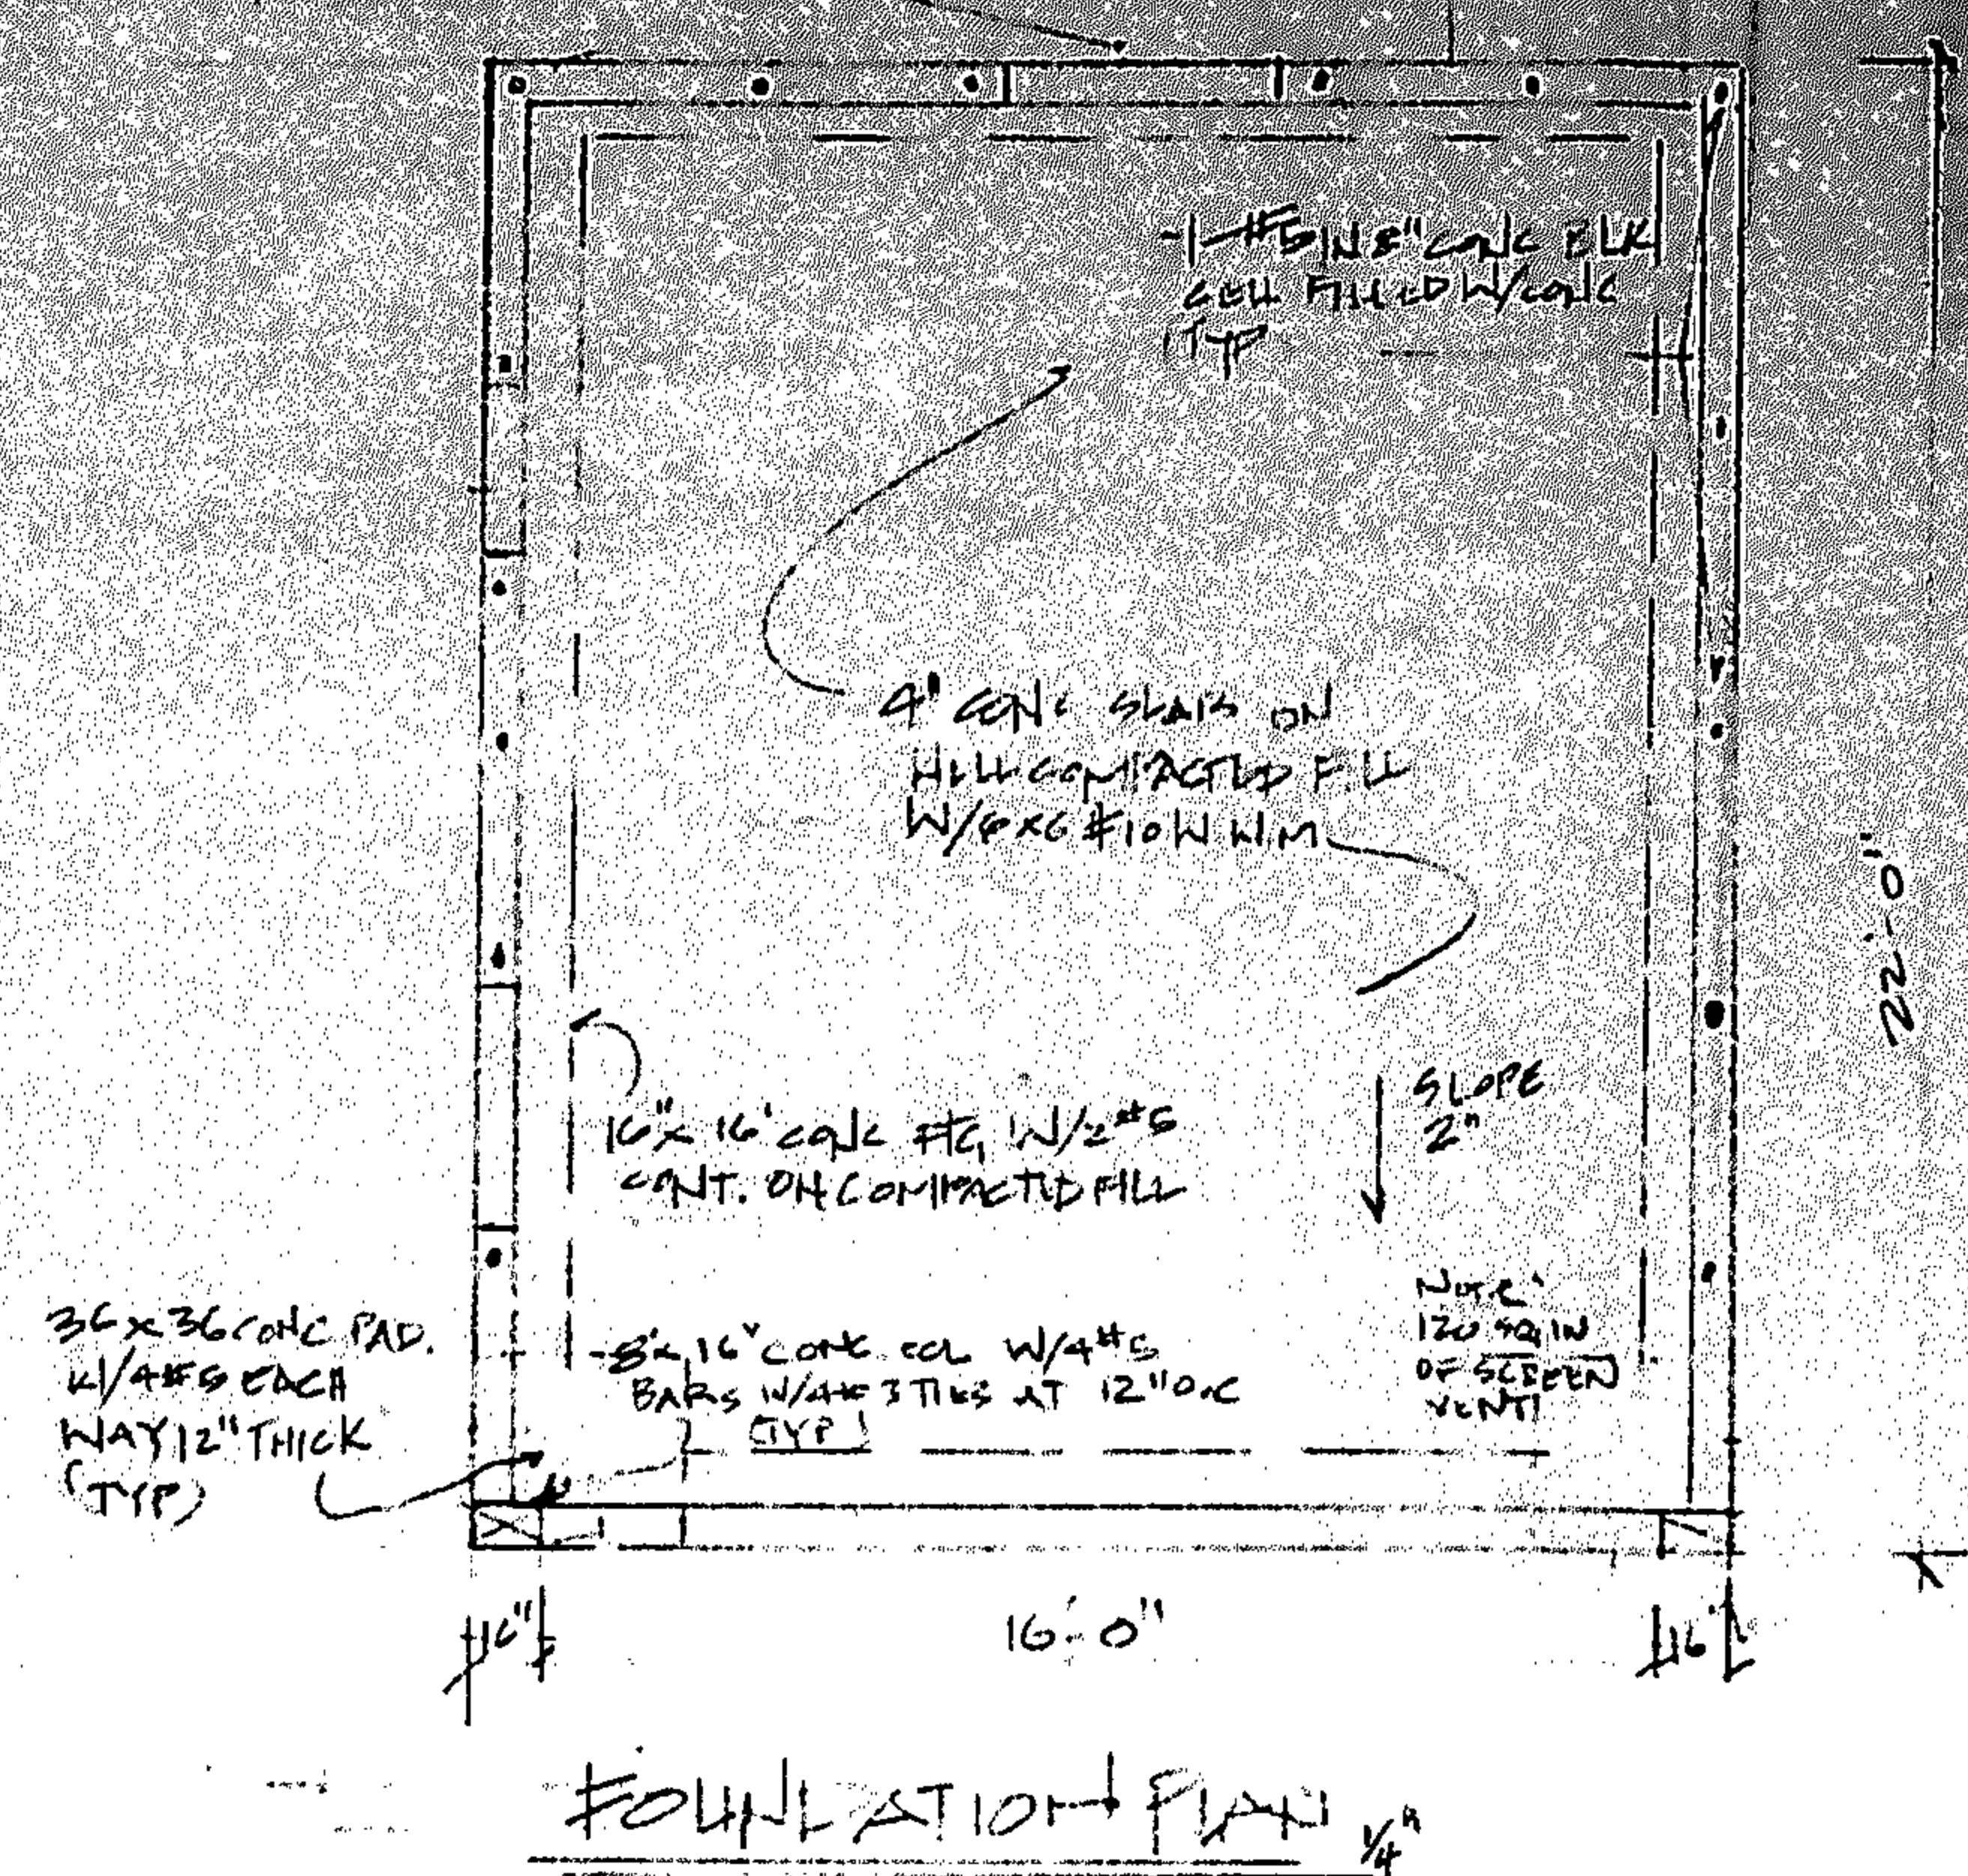 -1-#5 IN 8" CONC BLK
CELL FILLED W/CONC
TYP
4" CONC SLAB ON
WELL COMPACTED FILL
W/6x6 #10 W.W.M
22'-0"
16"x16" CONC FTG W/2#5
CONT. ON COMPACTED FILL
SLOPE
2"
36x36 CONC PAD.
W/4#5 EACH
WAY 12" THICK
(TYP)
8x16" CONC COL W/4#5
BARS W/ #3 TIES AT 12" O.C
(TYP)
NOTE:
120 SQ IN
OF SCREEN
VENT
16"
16'-0"
16"
FOUNDATION PLAN 1/4"